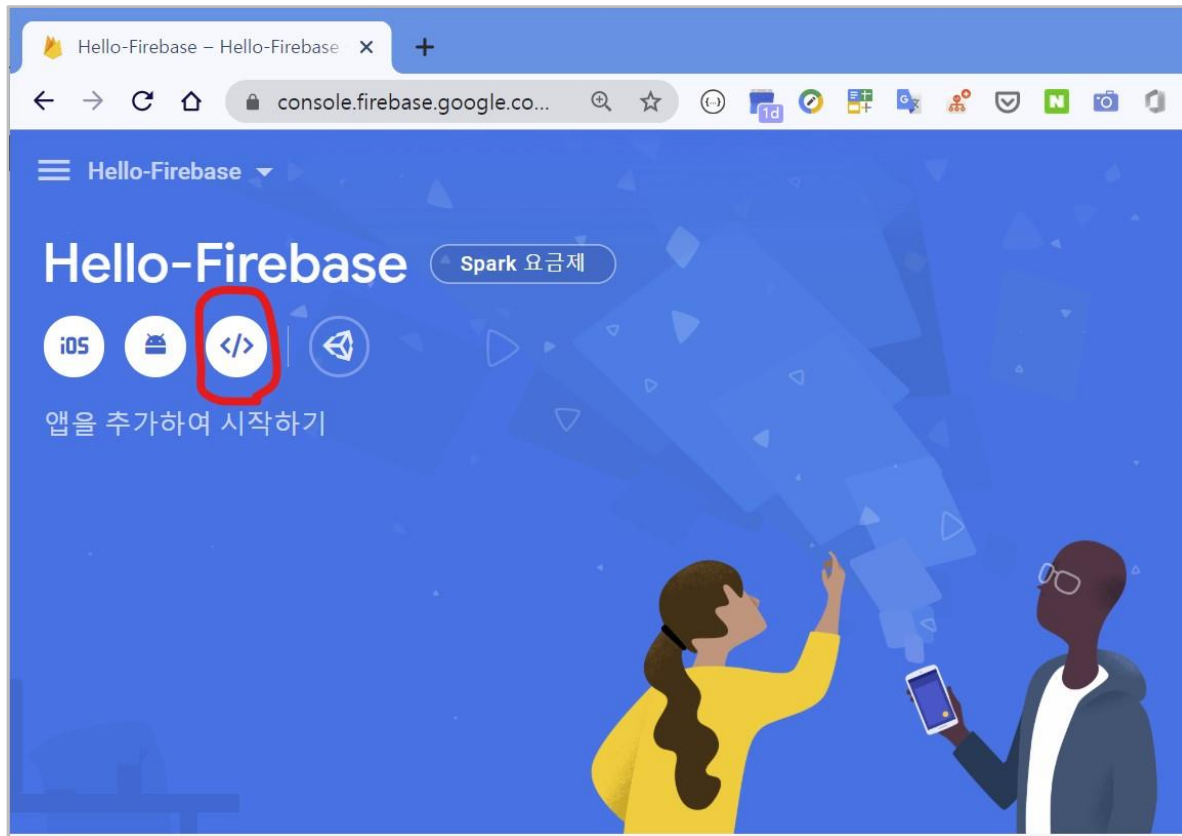 Hello-Firebase – Hello-Firebase
console.firebase.google.co...
1d
N
Hello-Firebase
Hello-Firebase
Spark 요금제
iOS
</>
앱을 추가하여 시작하기